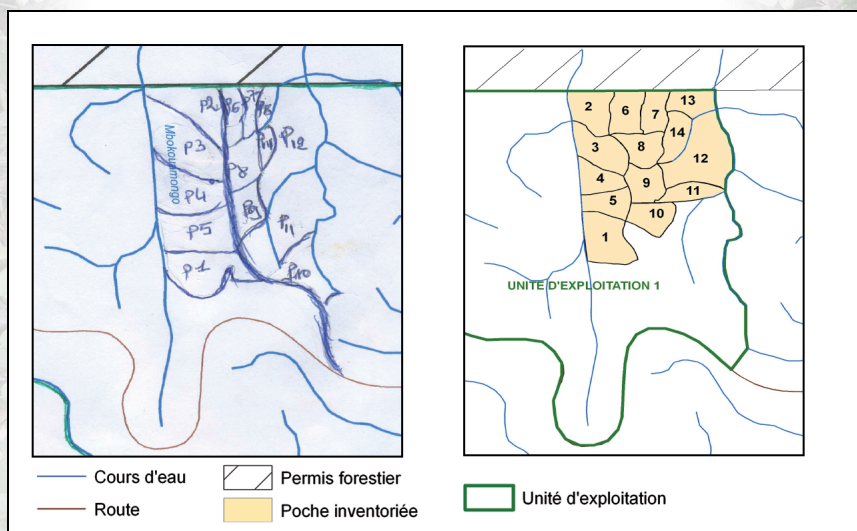 P2 P6 P7 P8
Mbokoumongo
P3
P14 P12
P8
P4
P9
P5
P11
P1
P10
2 6 7 13
14
3 8
12
4 9
11
5
10
1
UNITE D'EXPLOITATION 1
Cours d'eau
Permis forestier
Unité d'exploitation
Route
Poche inventoriée